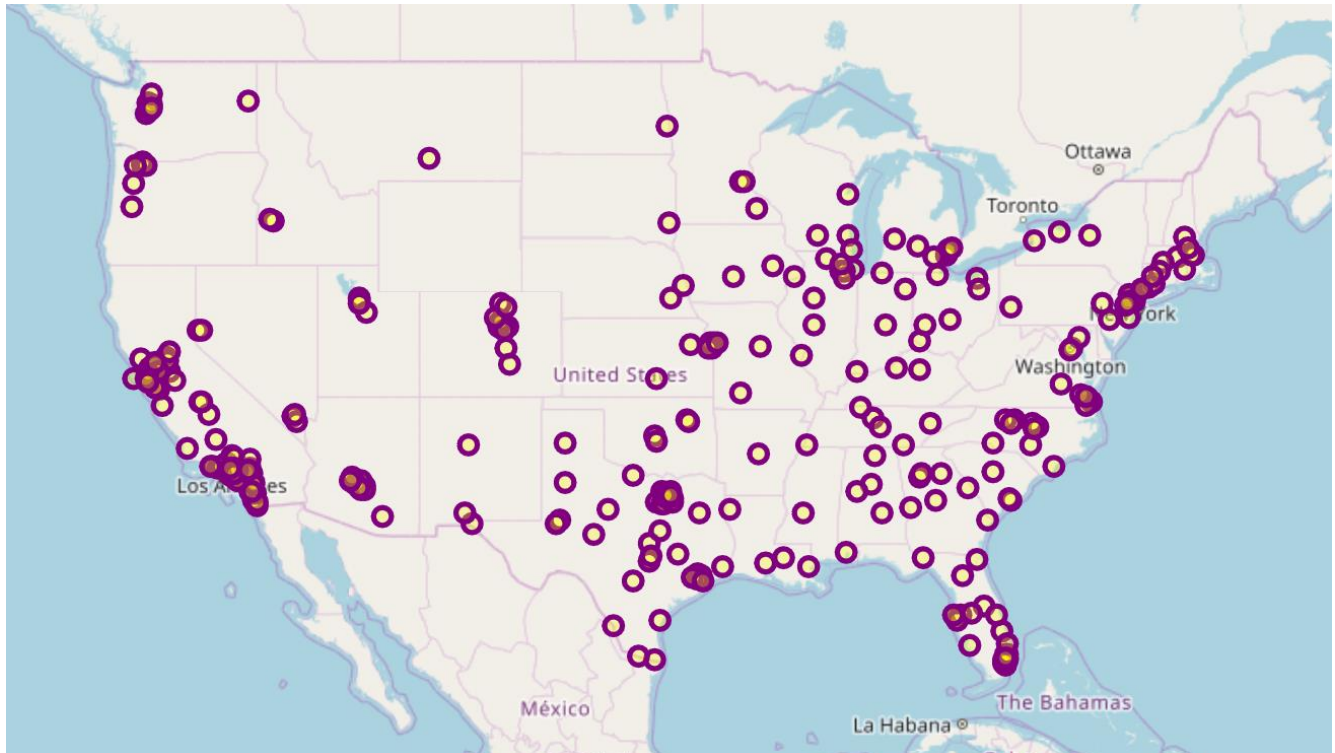 Ottawa
Toronto
New York
Washington
United States
Los Angeles
The Bahamas
México
La Habana